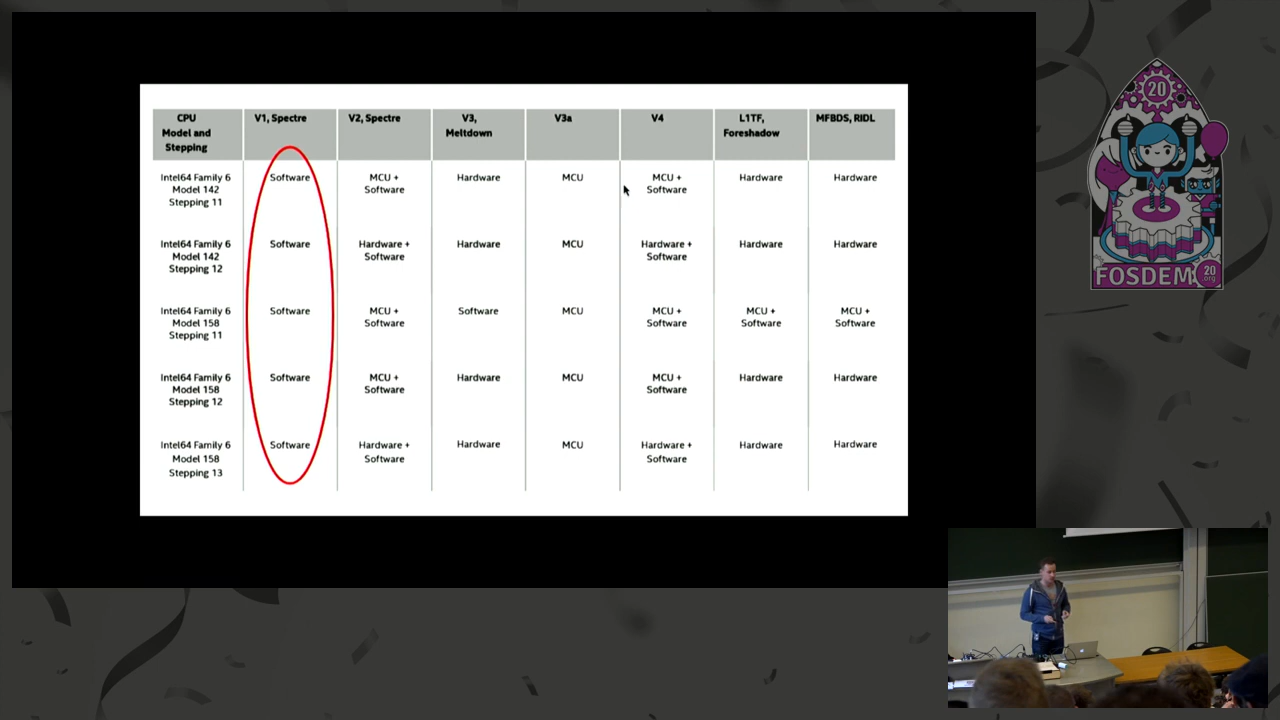 CPU
Model and
Stepping
V1, Spectre
V2, Spectre
V3,
Meltdown
V3a
V4
L1TF,
Foreshadow
MFBDS, RIDL
Intel64 Family 6
Model 142
Stepping 11
Software
MCU +
Software
Hardware
MCU
MCU +
Software
Hardware
Hardware
Intel64 Family 6
Model 142
Stepping 12
Software
Hardware +
Software
Hardware
MCU
Hardware +
Software
Hardware
Hardware
Intel64 Family 6
Model 158
Stepping 11
Software
MCU +
Software
Software
MCU
MCU +
Software
MCU +
Software
MCU +
Software
Intel64 Family 6
Model 158
Stepping 12
Software
MCU +
Software
Hardware
MCU
MCU +
Software
Hardware
Hardware
Intel64 Family 6
Model 158
Stepping 13
Software
Hardware +
Software
Hardware
MCU
Hardware +
Software
Hardware
Hardware
20
FOSDEM
20
.org